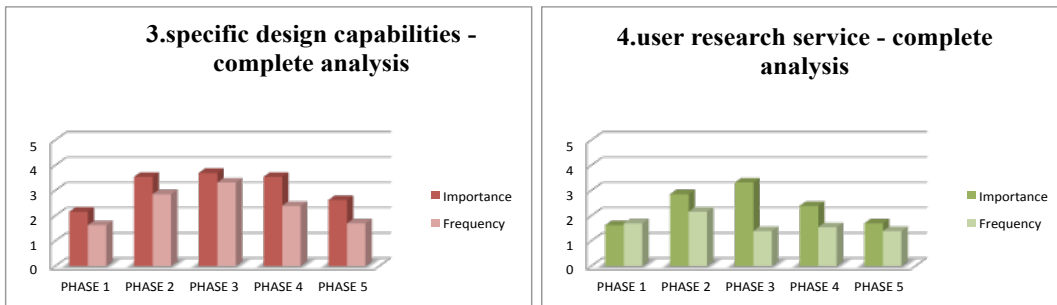 3.specific design capabilities -
complete analysis
5
4
3
2
1
0
PHASE 1 PHASE 2 PHASE 3 PHASE 4 PHASE 5
Importance
Frequency
4.user research service - complete
analysis
5
4
3
2
1
0
PHASE 1 PHASE 2 PHASE 3 PHASE 4 PHASE 5
Importance
Frequency